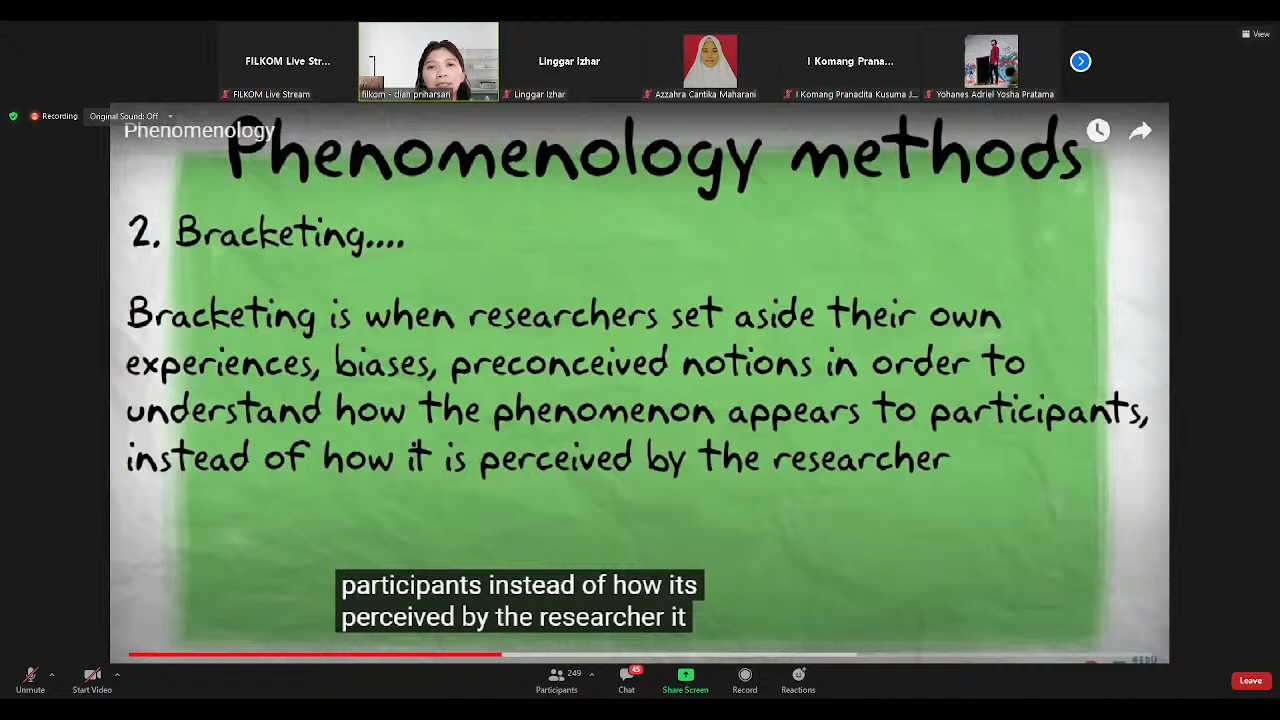 View
FILKOM Live Str...
Linggar Izhar
I Komang Prana...
FILKOM Live Stream
filkom - dian priharsari
Linggar Izhar
Azzahra Cantika Maharani
I Komang Pranadita Kusuma J...
Yohanes Adriel Yosha Pratama
Recording
Original Sound: Off
Phenomenology
Phenomenology methods
2. Bracketing....
Bracketing is when researchers set aside their own
experiences, biases, preconceived notions in order to
understand how the phenomenon appears to participants,
instead of how it is perceived by the researcher
participants instead of how its
perceived by the researcher it
Unmute
Start Video
249
Participants
45
Chat
Share Screen
Record
Reactions
Leave